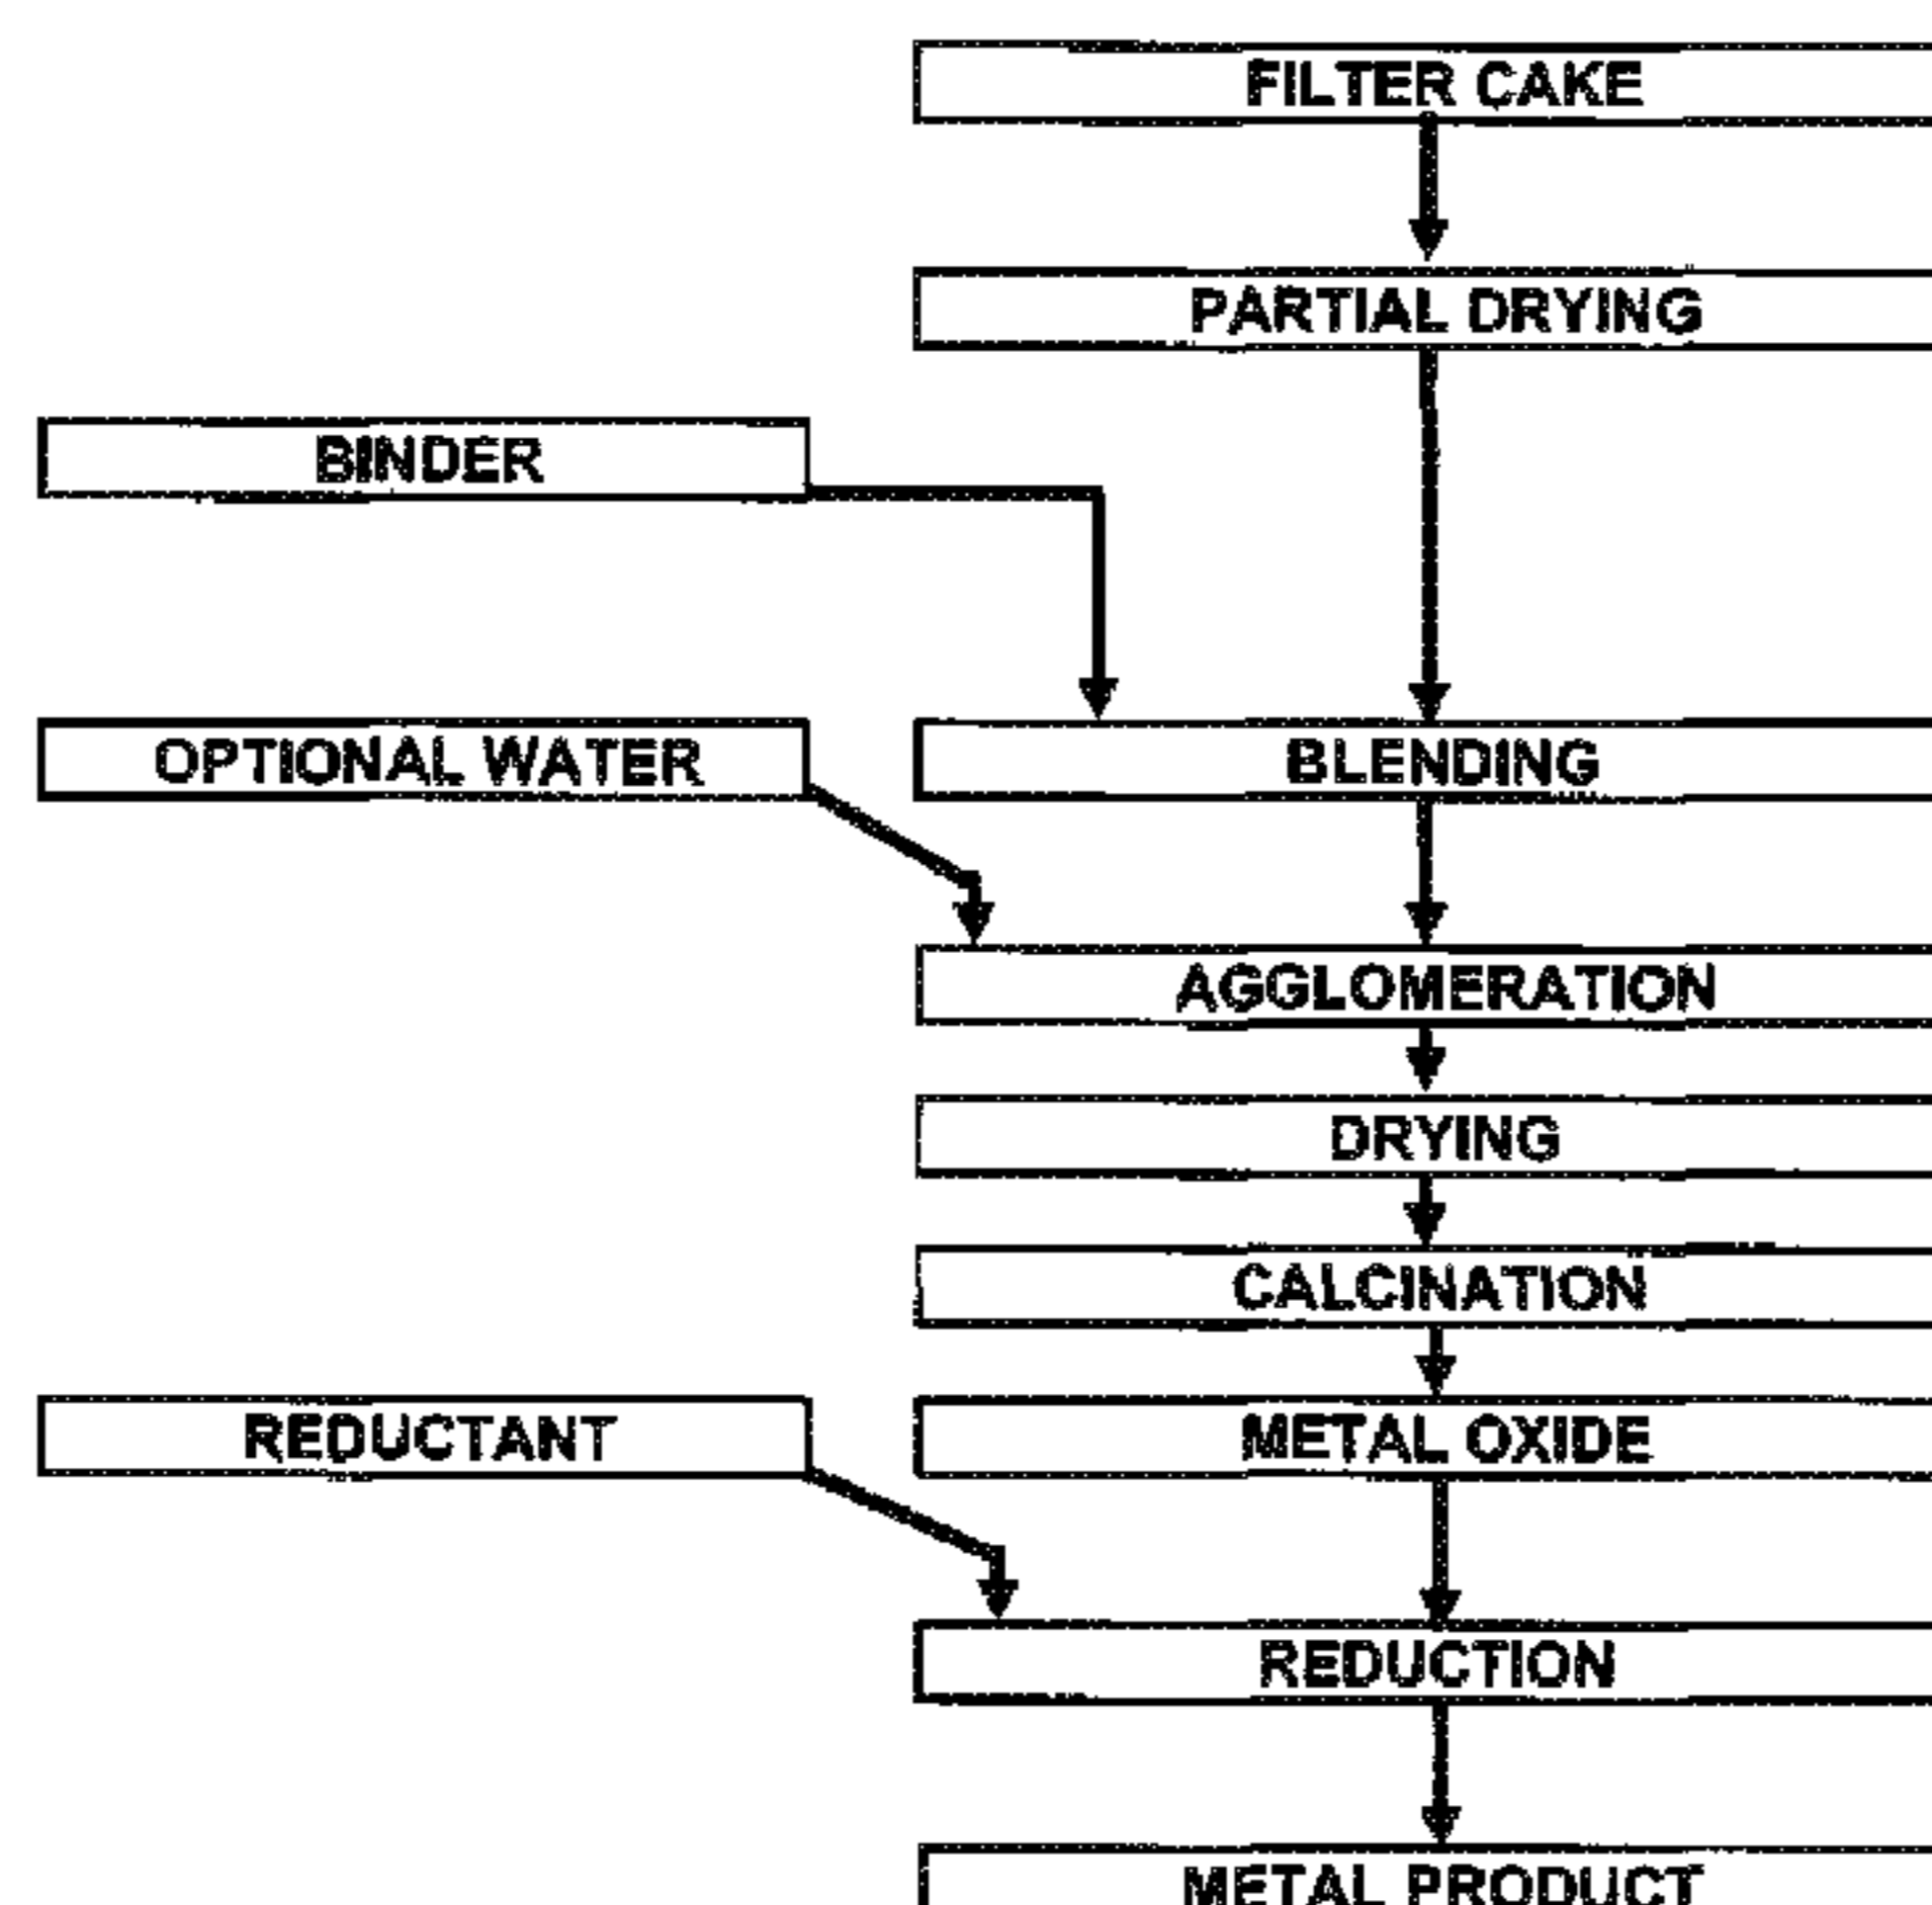 FILTER CAKE
PARTIAL DRYING
BINDER
OPTIONAL WATER
BLENDING
AGGLOMERATION
DRYING
CALCINATION
REDUCTANT
METAL OXIDE
REDUCTION
METAL PRODUCT